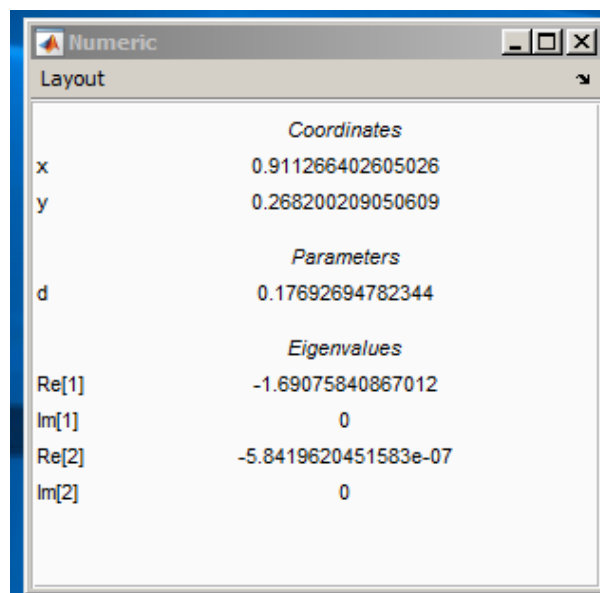 Numeric
Layout
Coordinates
x 0.911266402605026
y 0.268200209050609
Parameters
d 0.17692694782344
Eigenvalues
Re[1] -1.69075840867012
Im[1] 0
Re[2] -5.8419620451583e-07
Im[2] 0